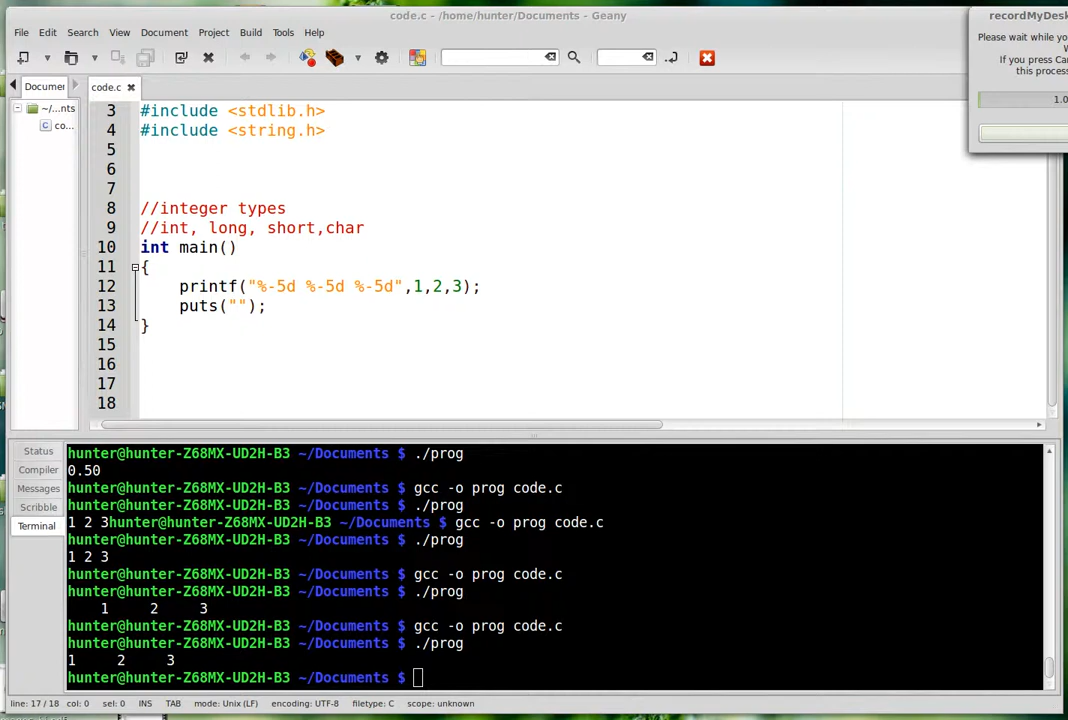 code.c - /home/hunter/Documents - Geany
recordMyDesk
Please wait while yo
W
If you press Car
this process
1.0
File Edit Search View Document Project Build Tools Help
Documer
code.c
~/...nts
co...
3 #include <stdlib.h>
4 #include <string.h>
5
6
7
8 //integer types
9 //int, long, short,char
10 int main()
11 {
12 printf("%-5d %-5d %-5d",1,2,3);
13 puts("");
14 }
15
16
17
18
Status
Compiler
Messages
Scribble
Terminal
hunter@hunter-Z68MX-UD2H-B3 ~/Documents $ ./prog
0.50
hunter@hunter-Z68MX-UD2H-B3 ~/Documents $ gcc -o prog code.c
hunter@hunter-Z68MX-UD2H-B3 ~/Documents $ ./prog
1 2 3hunter@hunter-Z68MX-UD2H-B3 ~/Documents $ gcc -o prog code.c
hunter@hunter-Z68MX-UD2H-B3 ~/Documents $ ./prog
1 2 3
hunter@hunter-Z68MX-UD2H-B3 ~/Documents $ gcc -o prog code.c
hunter@hunter-Z68MX-UD2H-B3 ~/Documents $ ./prog
1 2 3
hunter@hunter-Z68MX-UD2H-B3 ~/Documents $ gcc -o prog code.c
hunter@hunter-Z68MX-UD2H-B3 ~/Documents $ ./prog
1 2 3
hunter@hunter-Z68MX-UD2H-B3 ~/Documents $
line: 17 / 18 col: 0 sel: 0 INS TAB mode: Unix (LF) encoding: UTF-8 filetype: C scope: unknown